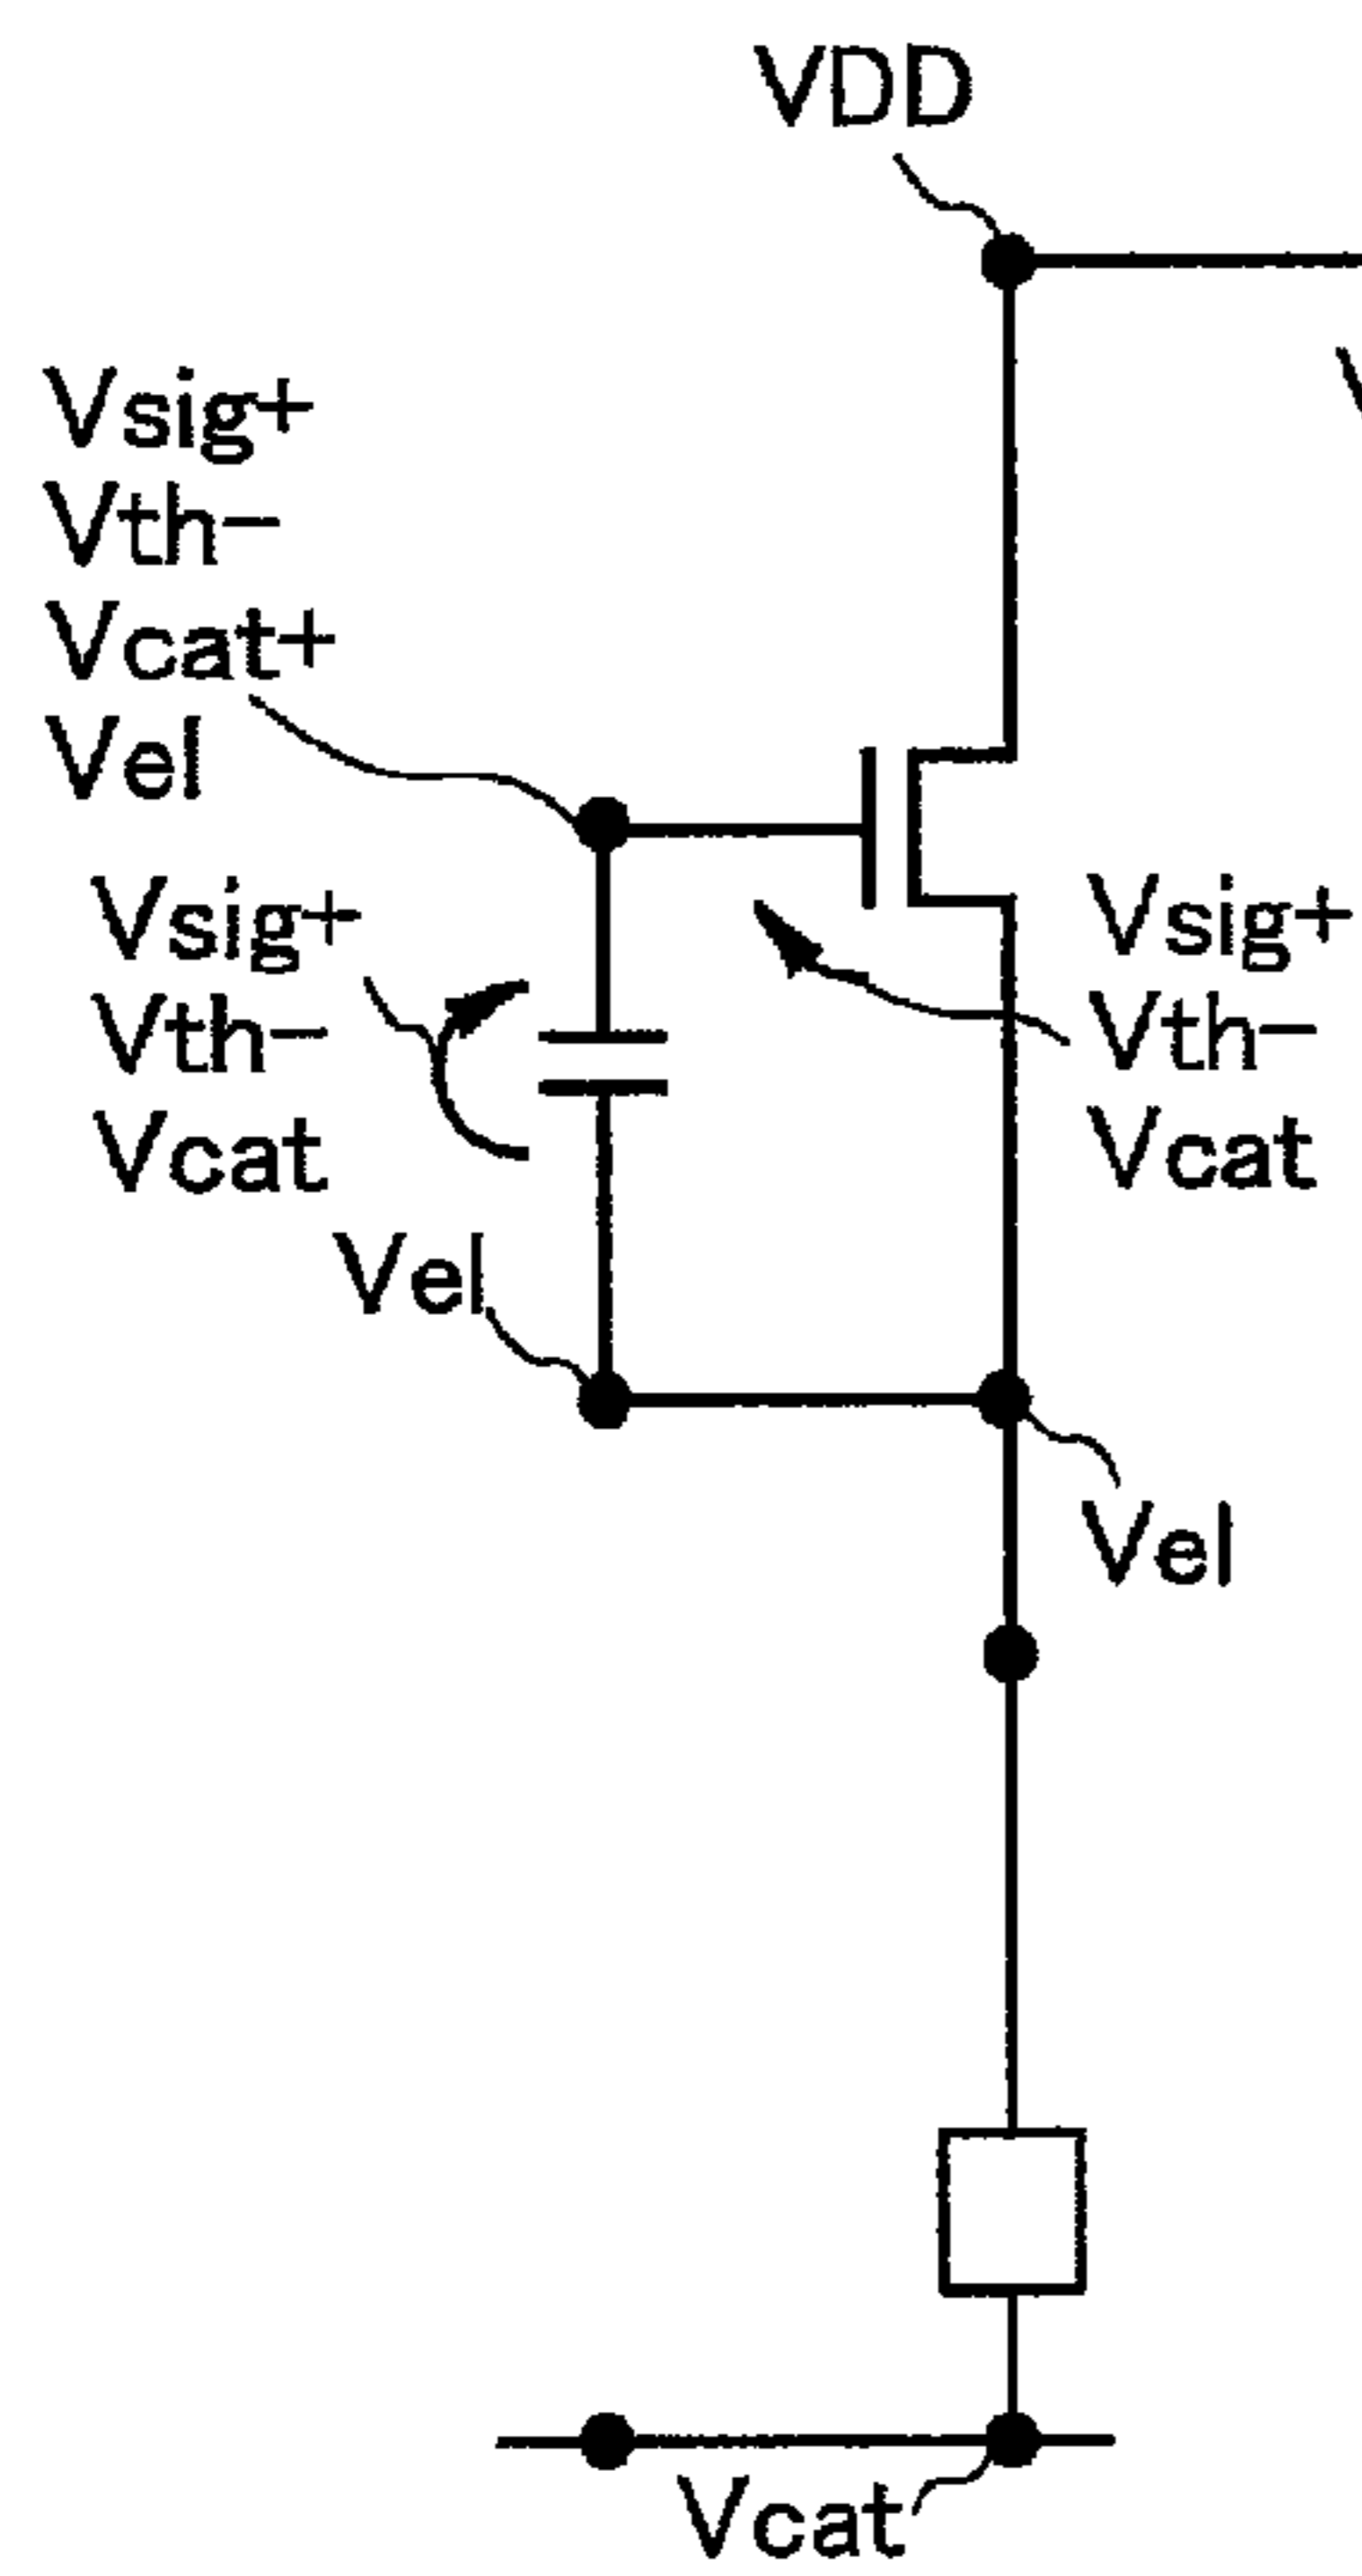 VDD
Vsig+
Vth-
Vcat+
Vel
Vsig+
Vth-
Vcat
Vsig+
Vth-
Vcat
Vel
Vel
Vcat